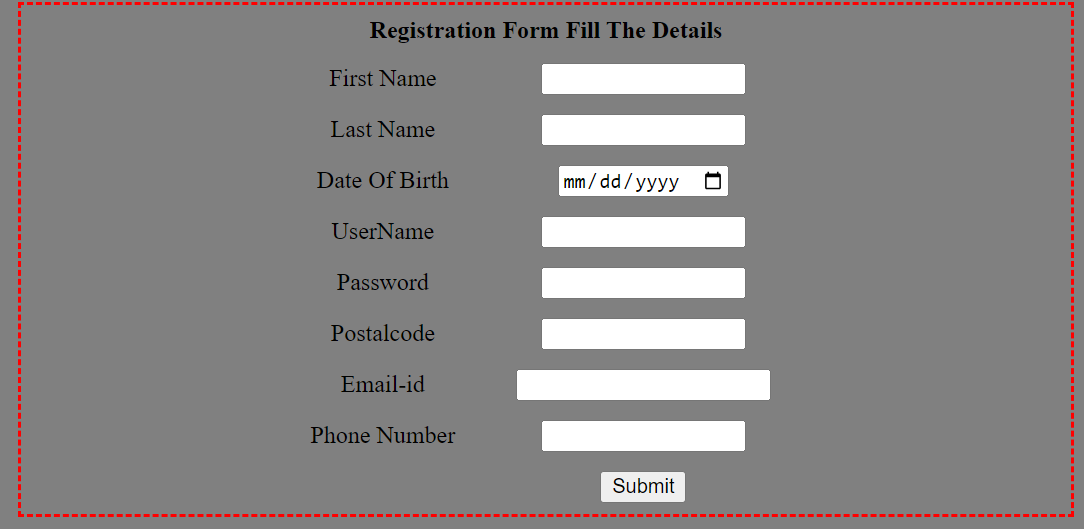 Registration Form Fill The Details
First Name
Last Name
Date Of Birth mm/dd/yyyy
UserName
Password
Postalcode
Email-id
Phone Number
Submit